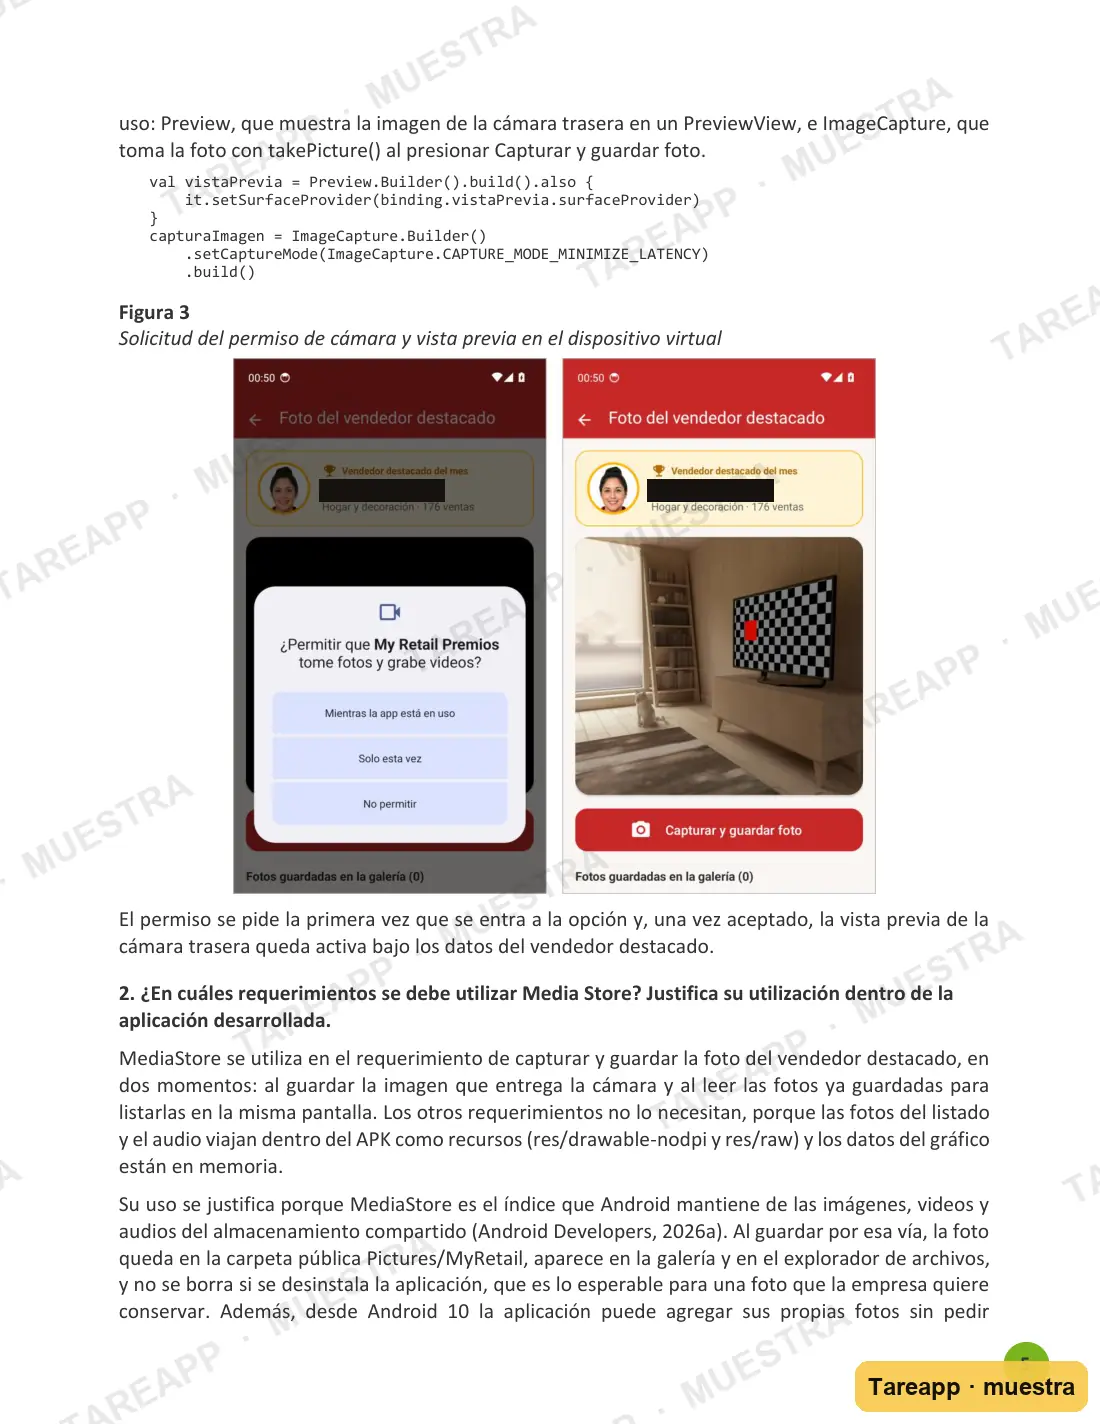 uso: Preview, que muestra la imagen de la cámara trasera en un PreviewView, e ImageCapture, que
toma la foto con takePicture() al presionar Capturar y guardar foto.
val vistaPrevia = Preview.Builder().build().also {
it.setSurfaceProvider(binding.vistaPrevia.surfaceProvider)
}
capturaImagen = ImageCapture.Builder()
.setCaptureMode(ImageCapture.CAPTURE_MODE_MINIMIZE_LATENCY)
.build()
Figura 3
Solicitud del permiso de cámara y vista previa en el dispositivo virtual
00:50
Foto del vendedor destacado
Vendedor destacado del mes
Hogar y decoración · 176 ventas
¿Permitir que My Retail Premios
tome fotos y grabe videos?
Mientras la app está en uso
Solo esta vez
No permitir
Fotos guardadas en la galería (0)
00:50
Foto del vendedor destacado
Vendedor destacado del mes
Hogar y decoración · 176 ventas
Capturar y guardar foto
Fotos guardadas en la galería (0)
El permiso se pide la primera vez que se entra a la opción y, una vez aceptado, la vista previa de la
cámara trasera queda activa bajo los datos del vendedor destacado.
2. ¿En cuáles requerimientos se debe utilizar Media Store? Justifica su utilización dentro de la
aplicación desarrollada.
MediaStore se utiliza en el requerimiento de capturar y guardar la foto del vendedor destacado, en
dos momentos: al guardar la imagen que entrega la cámara y al leer las fotos ya guardadas para
listarlas en la misma pantalla. Los otros requerimientos no lo necesitan, porque las fotos del listado
y el audio viajan dentro del APK como recursos (res/drawable-nodpi y res/raw) y los datos del gráfico
están en memoria.
Su uso se justifica porque MediaStore es el índice que Android mantiene de las imágenes, videos y
audios del almacenamiento compartido (Android Developers, 2026a). Al guardar por esa vía, la foto
queda en la carpeta pública Pictures/MyRetail, aparece en la galería y en el explorador de archivos,
y no se borra si se desinstala la aplicación, que es lo esperable para una foto que la empresa quiere
conservar. Además, desde Android 10 la aplicación puede agregar sus propias fotos sin pedir
Tareapp · muestra
TAREAPP · MUESTRA